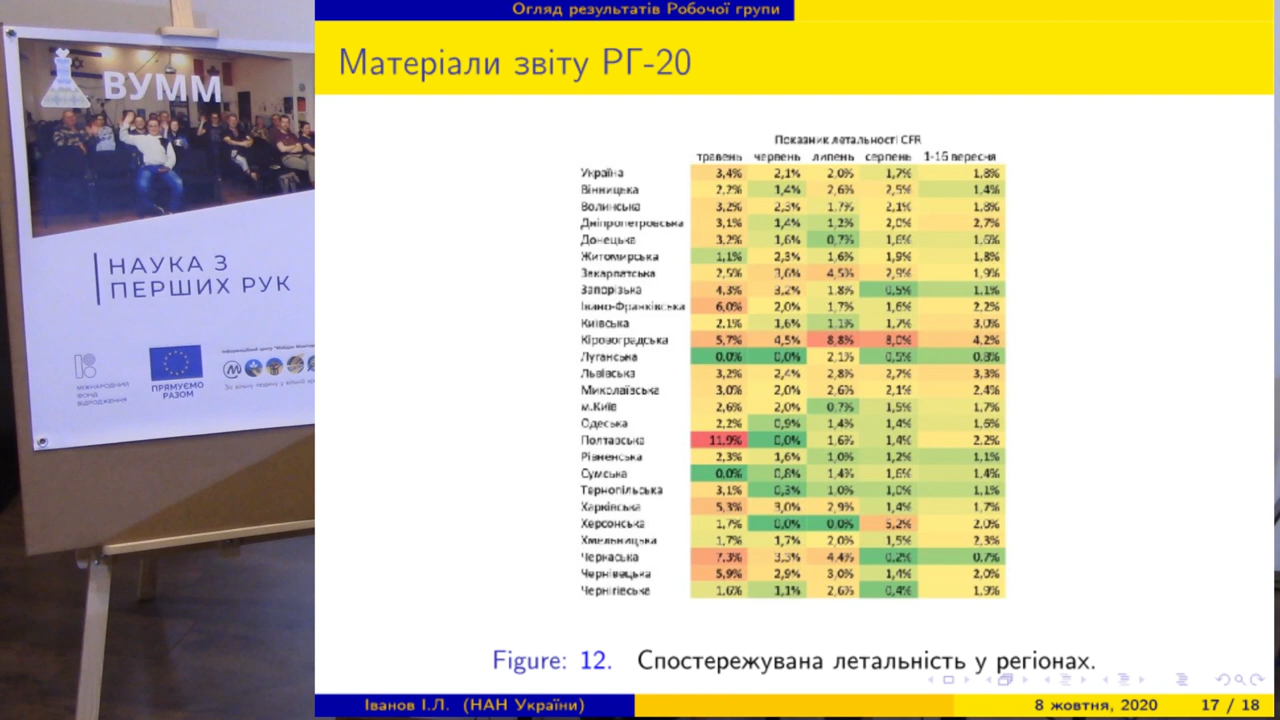 ВУММ
НАУКА З
ПЕРШИХ РУК
МІЖНАРОДНИЙ
ФОНД
ВІДРОДЖЕННЯ
ПРЯМУЄМО
РАЗОМ
Огляд результатів Робочої групи
Матеріали звіту РГ-20
Показник летальності CFR
травень червень липень серпень 1-16 вересня
Україна 3,4% 2,1% 2,0% 1,7% 1,8%
Вінницька 2,2% 1,4% 2,6% 2,5% 1,4%
Волинська 3,2% 2,3% 1,7% 2,1% 1,8%
Дніпропетровська 3,1% 1,4% 1,2% 2,0% 2,7%
Донецька 3,2% 1,6% 0,7% 1,6% 1,6%
Житомирська 1,1% 2,3% 1,6% 1,9% 1,8%
Закарпатська 2,5% 3,6% 4,5% 2,9% 1,9%
Запорізька 4,3% 3,2% 1,8% 0,5% 1,1%
Івано-Франківська 6,0% 2,0% 1,7% 1,6% 2,2%
Київська 2,1% 1,6% 1,1% 1,7% 3,0%
Кіровоградська 5,7% 4,5% 8,8% 8,0% 4,2%
Луганська 0,0% 0,0% 2,1% 0,5% 0,8%
Львівська 3,2% 2,4% 2,8% 2,7% 3,3%
Миколаївська 3,0% 2,0% 2,6% 2,1% 2,4%
м.Київ 2,6% 2,0% 0,7% 1,5% 1,7%
Одеська 2,2% 0,9% 1,4% 1,4% 1,6%
Полтавська 11,9% 0,0% 1,6% 1,4% 2,2%
Рівненська 2,3% 1,6% 1,0% 1,2% 1,1%
Сумська 0,0% 0,8% 1,4% 1,6% 1,4%
Тернопільська 3,1% 0,3% 1,0% 1,0% 1,1%
Харківська 5,3% 3,0% 2,9% 1,4% 1,7%
Херсонська 1,7% 0,0% 0,0% 5,2% 2,0%
Хмельницька 1,7% 1,7% 2,0% 1,5% 2,3%
Черкаська 7,3% 3,3% 4,4% 0,2% 0,7%
Чернівецька 5,9% 2,9% 3,0% 1,4% 2,0%
Чернігівська 1,6% 1,1% 2,6% 0,4% 1,9%
Figure: 12. Спостережувана летальність у регіонах.
Іванов І.Л. (НАН України) 8 жовтня, 2020 17 / 18